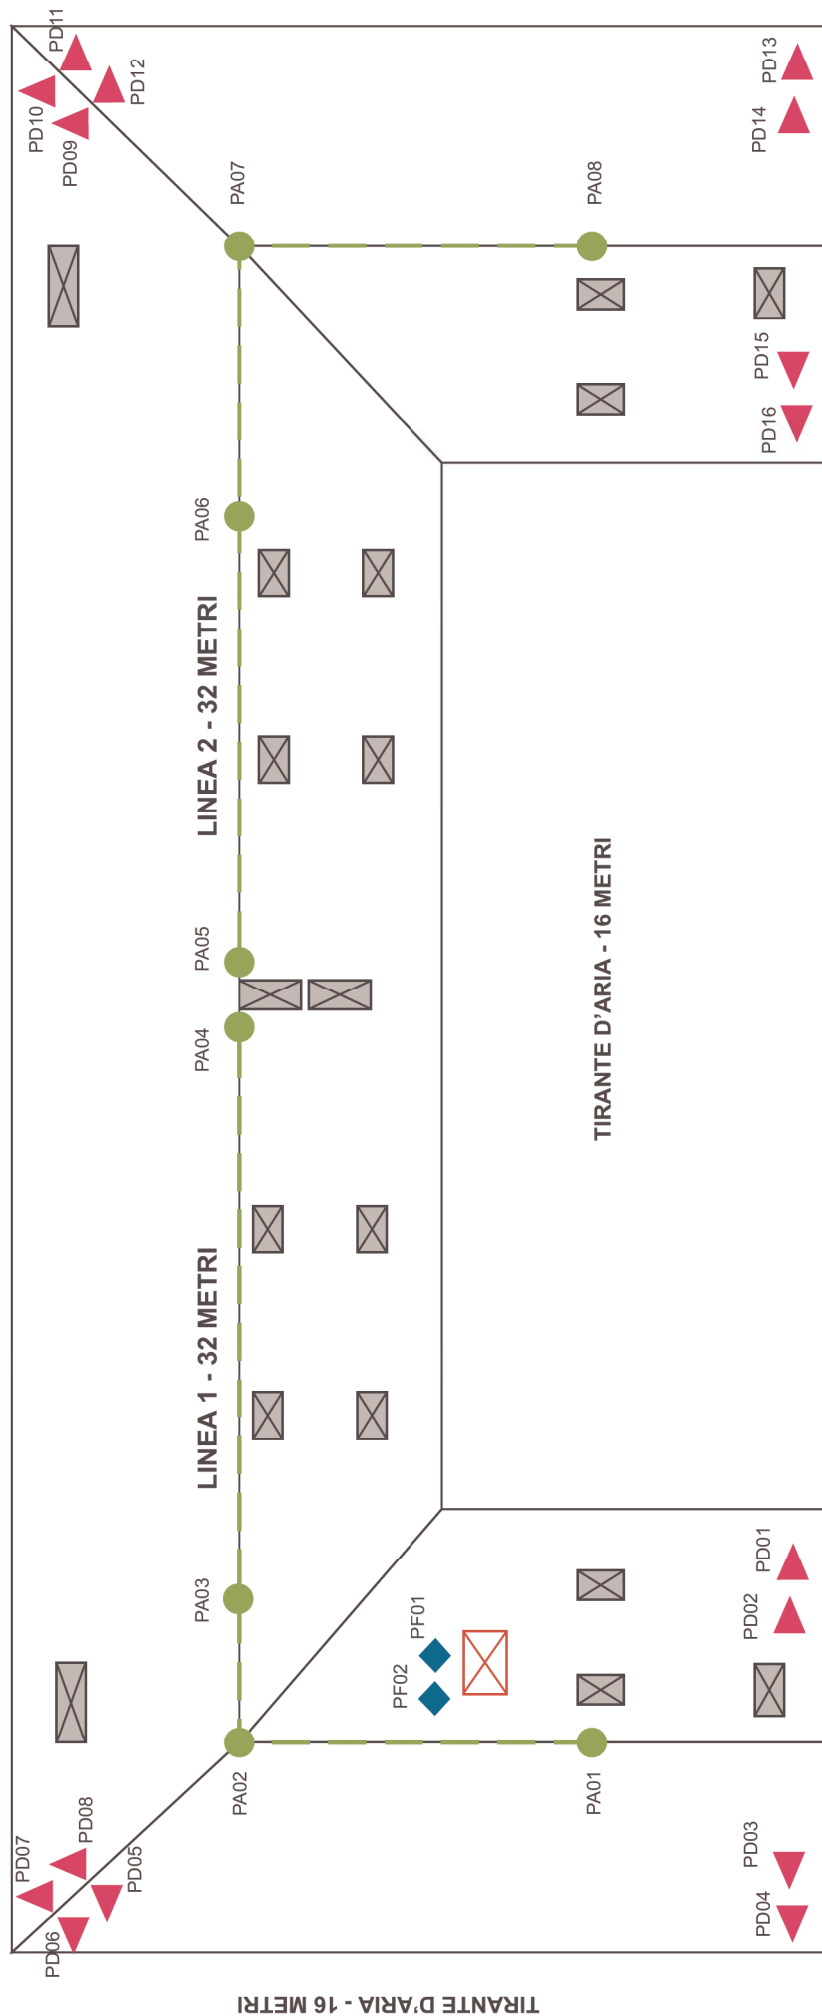 PD11
PD10
PD12
PD09
PD13
PD14
PA07
PA08
PD15
PD16
PA06
LINEA 2 - 32 METRI
PA05
PA04
TIRANTE D'ARIA - 16 METRI
LINEA 1 - 32 METRI
PA03
PF01
PF02
PD01
PD02
PA02
PA01
PD08
PD07
PD05
PD06
PD03
PD04
TIRANTE D'ARIA - 16 METRI